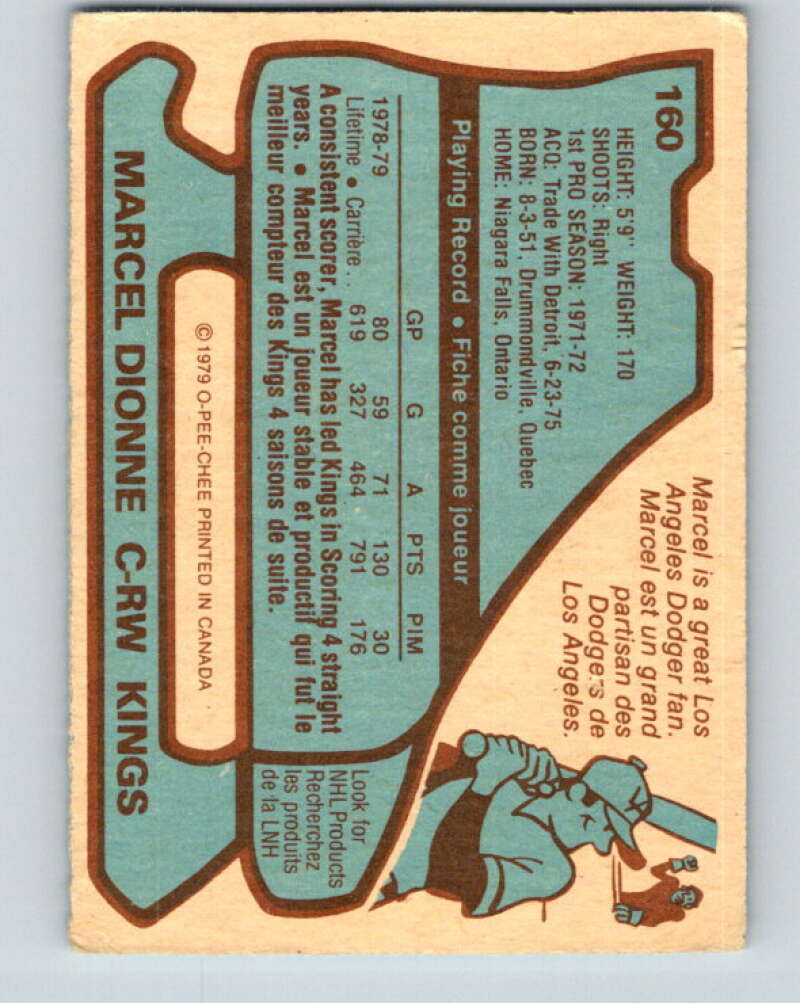 160
HEIGHT: 5'9" WEIGHT: 170
SHOOTS: Right
1st PRO SEASON: 1971-72
ACQ: Trade With Detroit, 6-23-75
BORN: 8-3-51, Drummondville, Quebec
HOME: Niagara Falls, Ontario
Marcel is a great Los
Angeles Dodger fan.
Marcel est un grand
partisan des
Dodgers de
Los Angeles.
Playing Record • Fiche comme joueur
GP G A PTS PIM
1978-79 80 59 71 130 30
Lifetime • Carrière . . 619 327 464 791 176
A consistent scorer, Marcel has led Kings in Scoring 4 straight
years. • Marcel est un joueur stable et productif qui fut le
meilleur compteur des Kings 4 saisons de suite.
Look for
NHL Products
Recherchez
les produits
de la LNH
© 1979 O-PEE-CHEE PRINTED IN CANADA
MARCEL DIONNE C-RW KINGS